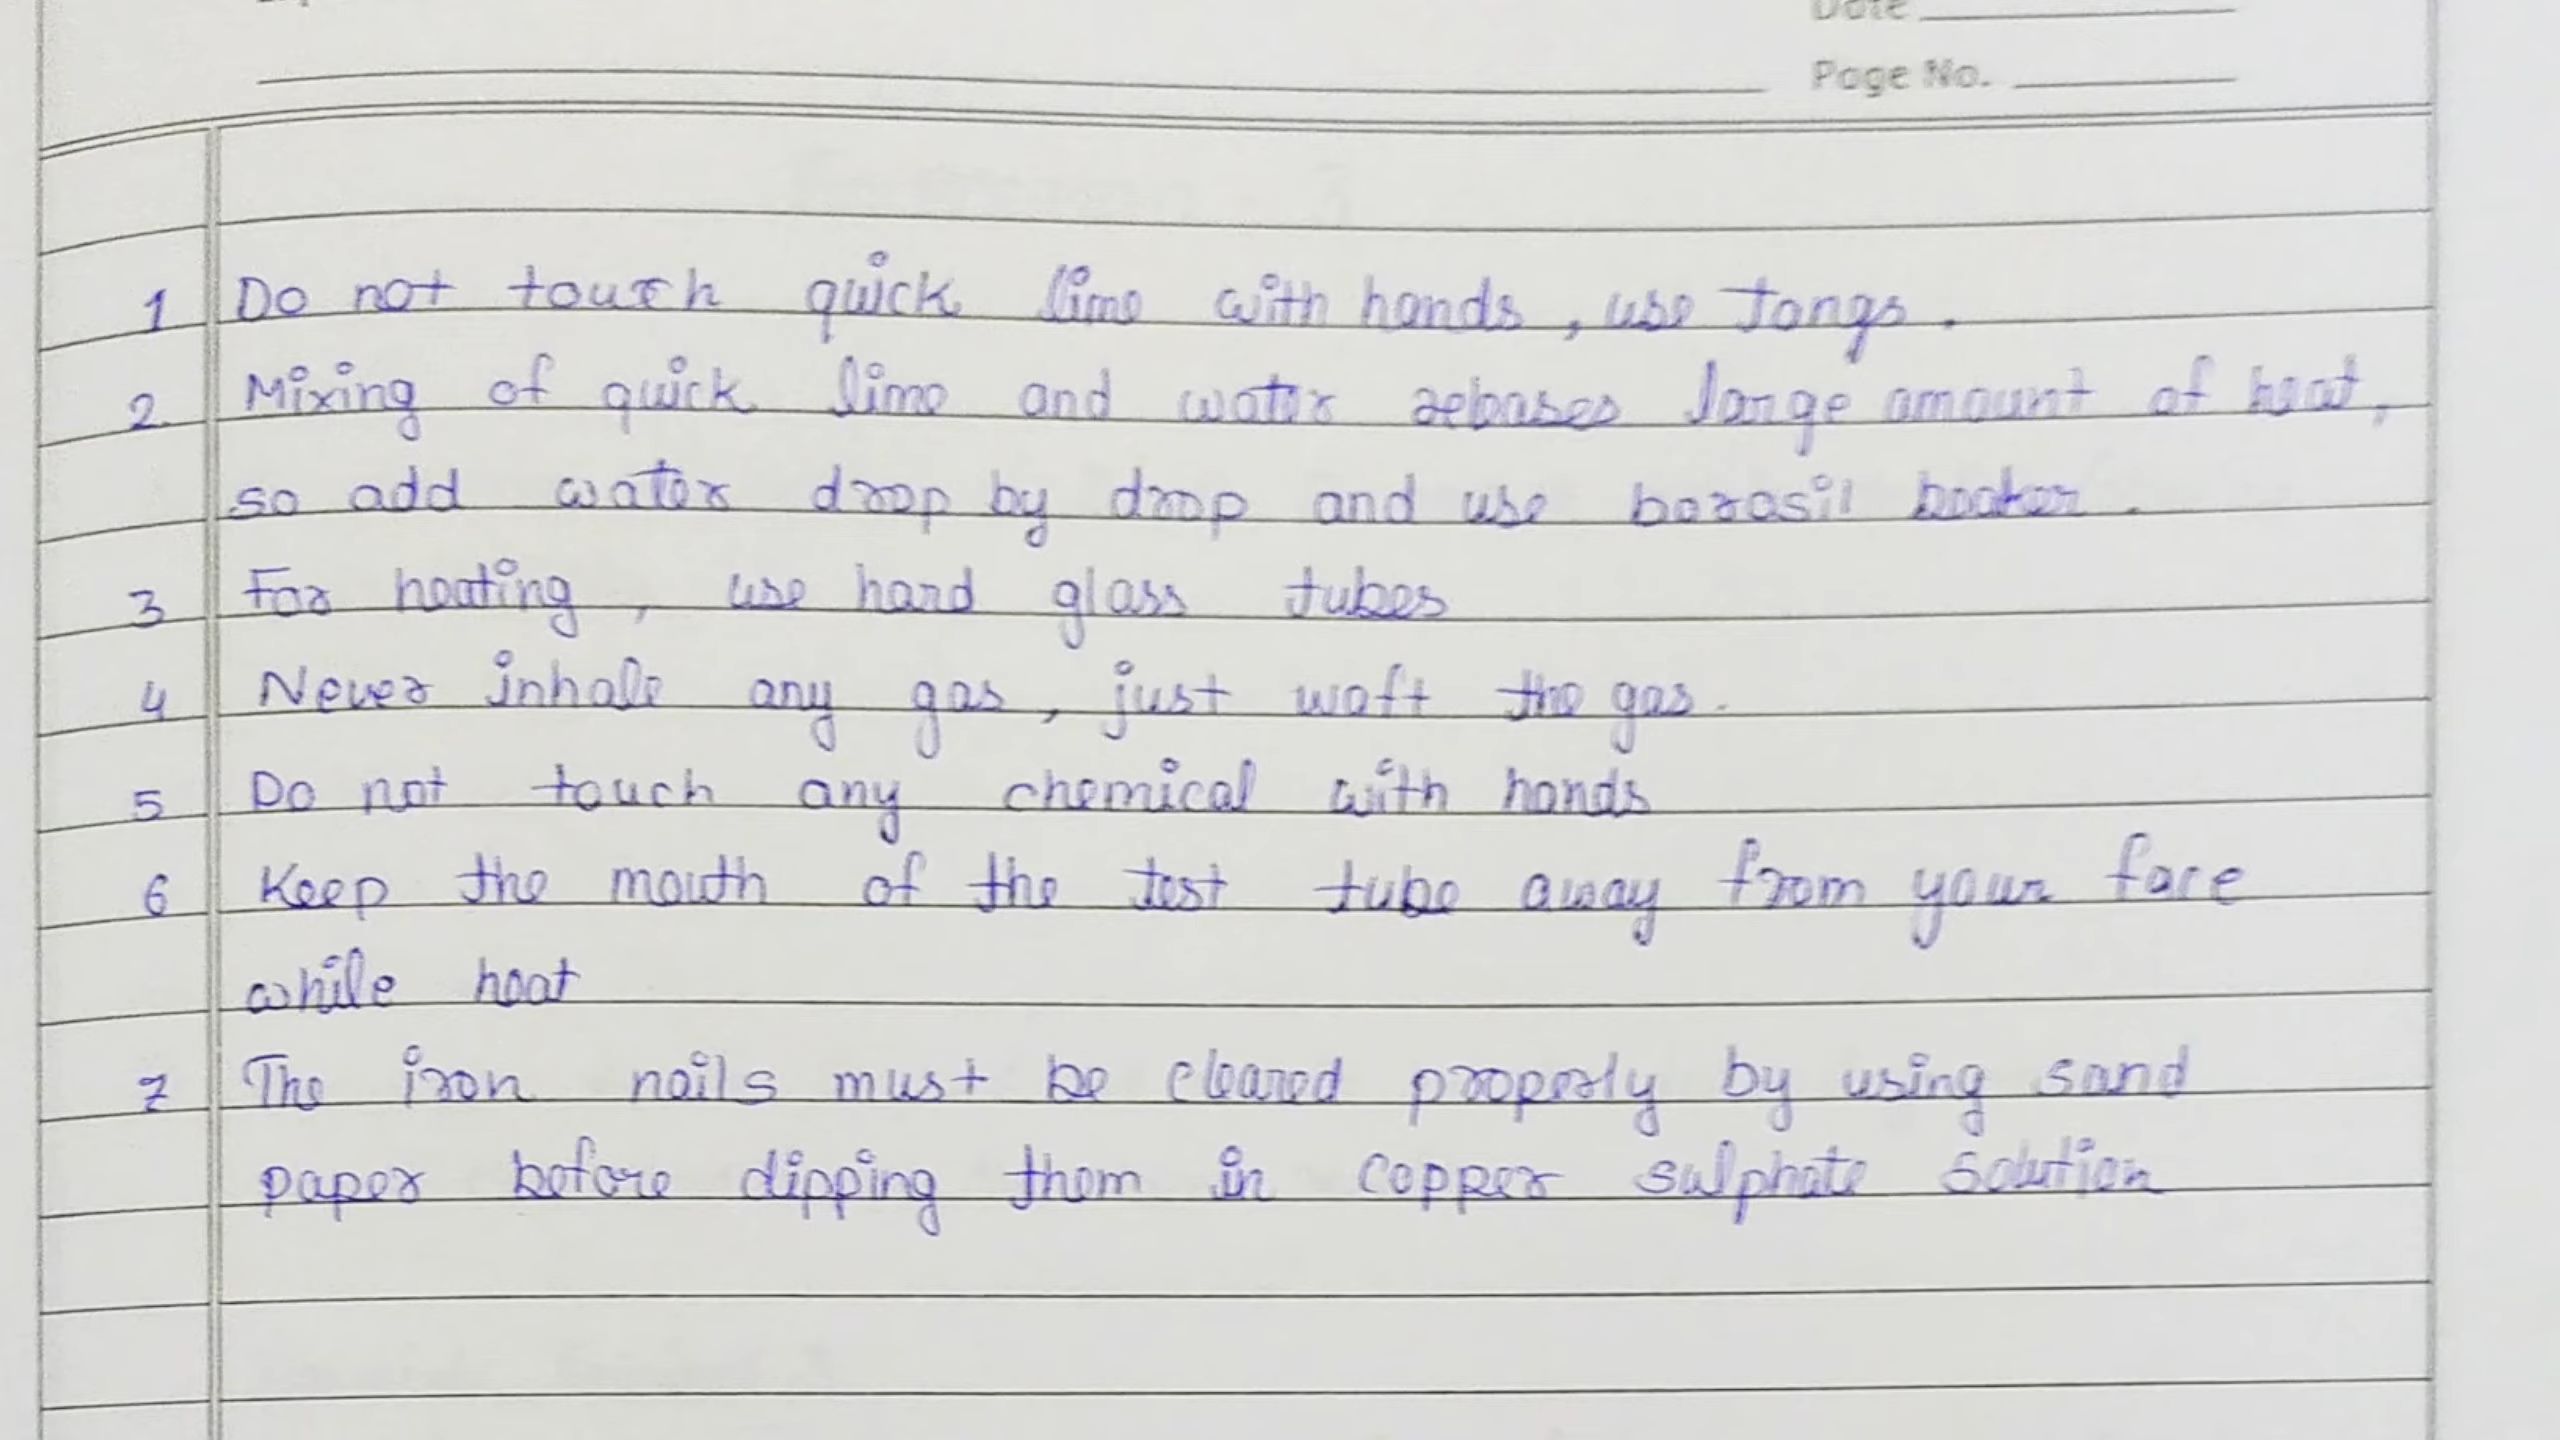 Date
Page No.
1 Do not touch quick lime with hands, use Tongs.
2. Mixing of quick lime and water releases large amount of heat,
so add water drop by drop and use borosil beaker.
3 For heating, use hard glass tubes
4 Never inhale any gas, just waft the gas.
5 Do not touch any chemical with hands
6 Keep the mouth of the test tube away from your face
while heat
7 The iron nails must be cleared properly by using sand
paper before dipping them in copper sulphate solution